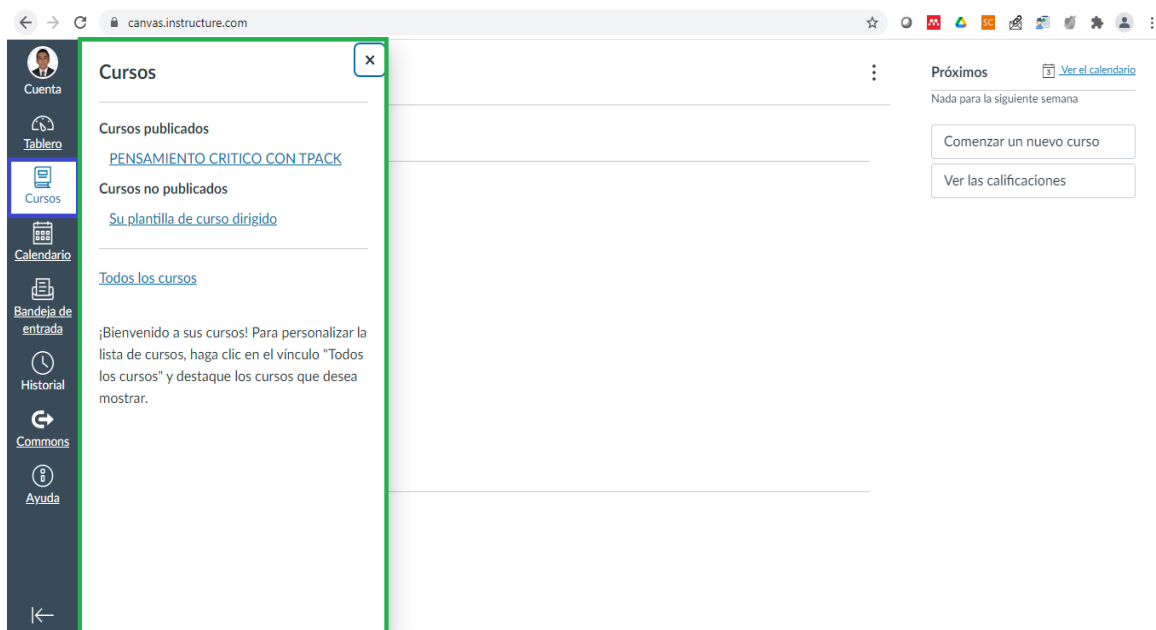 canvas.instructure.com
SC
Cuenta
Tablero
Cursos
Calendario
Bandeja de
entrada
Historial
Commons
Ayuda
Cursos
×
Cursos publicados
PENSAMIENTO CRITICO CON TPACK
Cursos no publicados
Su plantilla de curso dirigido
Todos los cursos
¡Bienvenido a sus cursos! Para personalizar la
lista de cursos, haga clic en el vínculo "Todos
los cursos" y destaque los cursos que desea
mostrar.
Próximos
3 Ver el calendario
Nada para la siguiente semana
Comenzar un nuevo curso
Ver las calificaciones